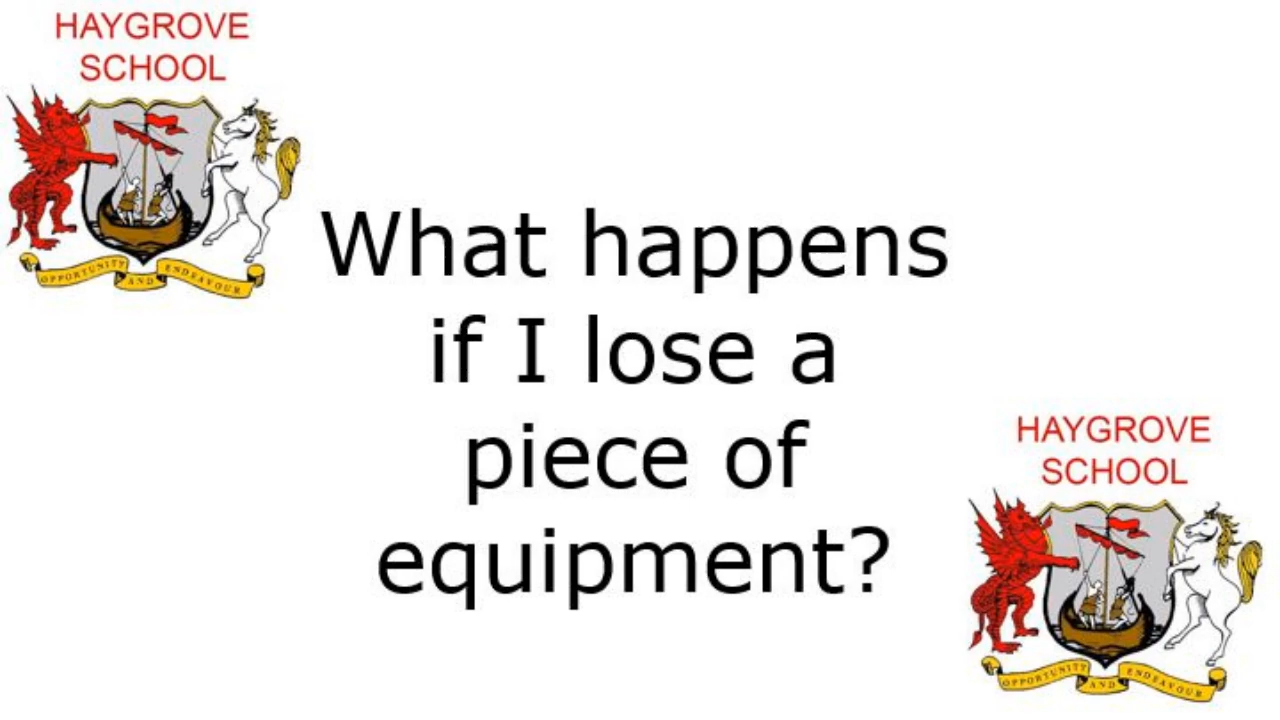 HAYGROVE
SCHOOL
OPPORTUNITY AND ENDEAVOUR
What happens
if I lose a
piece of
equipment?
HAYGROVE
SCHOOL
OPPORTUNITY AND ENDEAVOUR